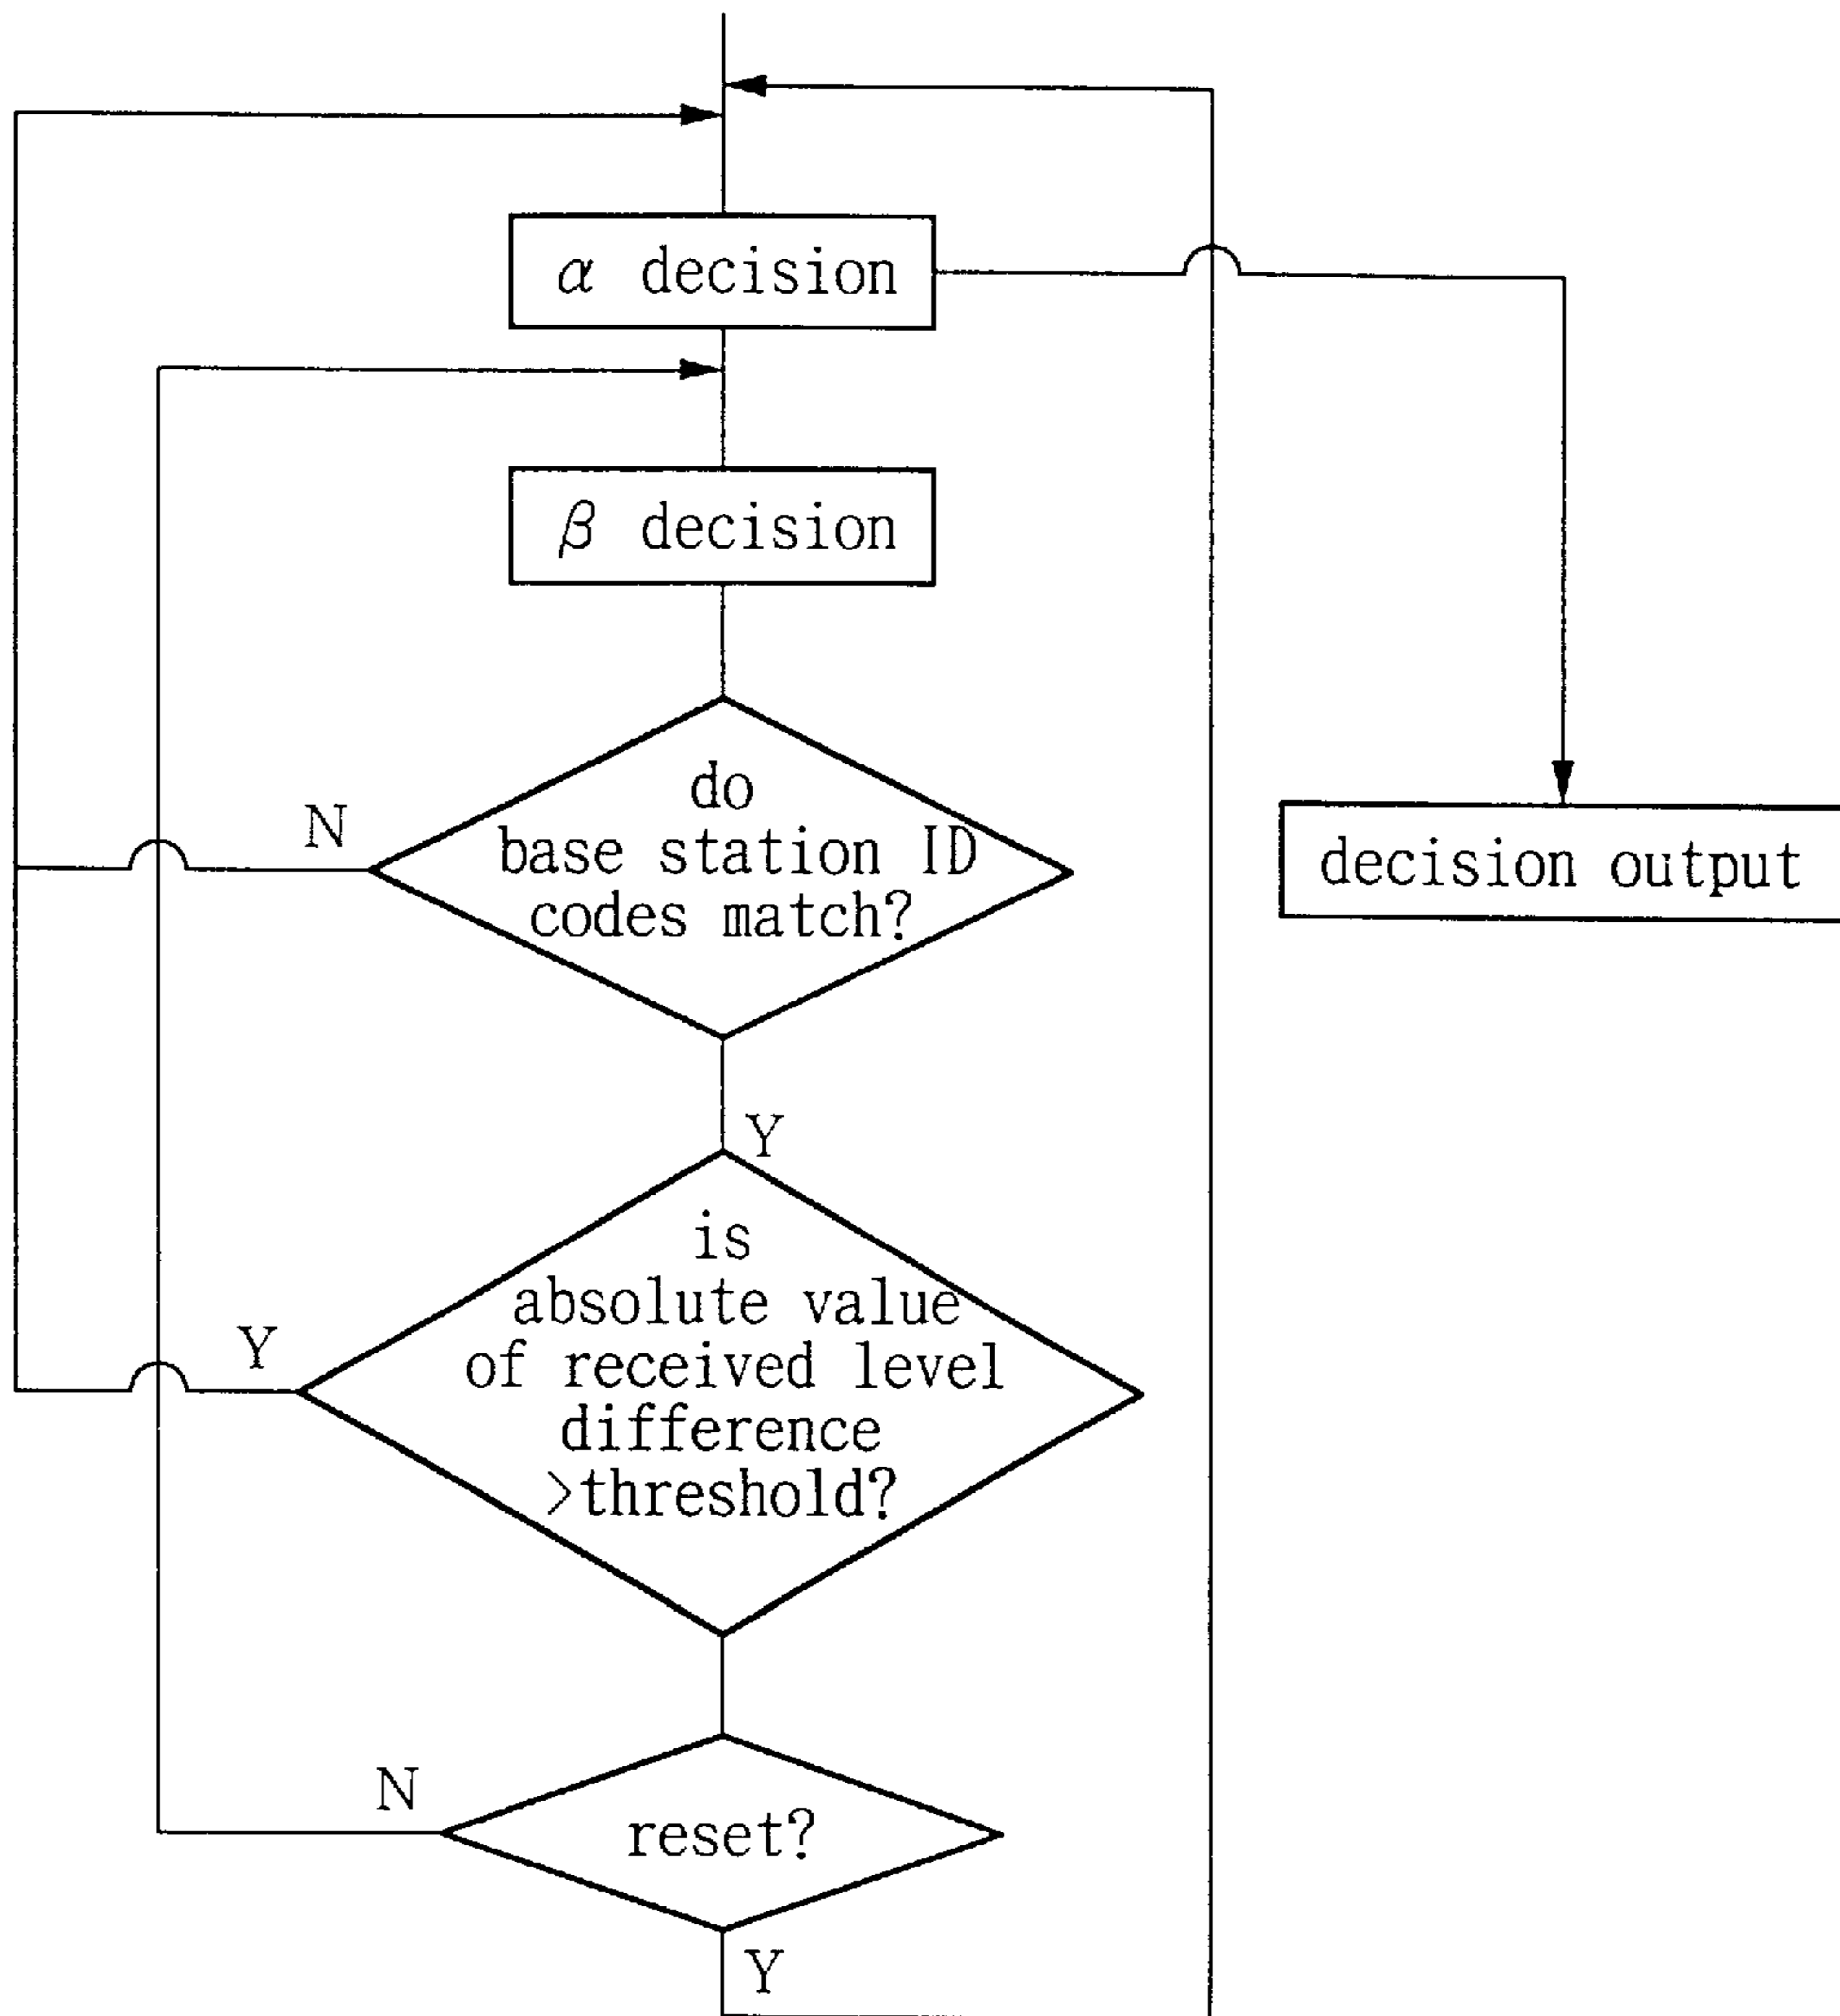 α decision
β decision
do
base station ID
codes match?
N
decision output
Y
is
absolute value
of received level
difference
>threshold?
Y
N
reset?
Y